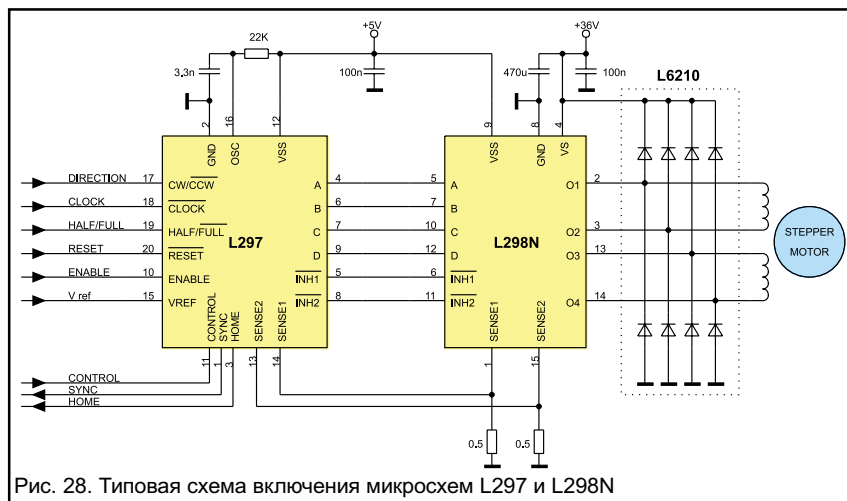 +5V
+36V
22K
3.3n
100n
470u
100n
L6210
2
16
12
9
8
4
GND
OSC
VSS
VSS
GND
VS
DIRECTION
17
CW/CCW
A
4
5
A
O1
2
CLOCK
18
CLOCK
B
6
7
B
HALF/FULL
19
HALF/FULL
C
7
10
C
O2
3
STEPPER
MOTOR
RESET
20
RESET
L297
D
9
12
D
L298N
O3
13
ENABLE
10
ENABLE
INH1
5
6
INH1
V ref
15
VREF
INH2
8
11
INH2
O4
14
CONTROL
SYNC
HOME
SENSE2
SENSE1
SENSE1
SENSE2
11
1
3
13
14
1
15
CONTROL
SYNC
HOME
0.5
0.5
Рис. 28. Типовая схема включения микросхем L297 и L298N